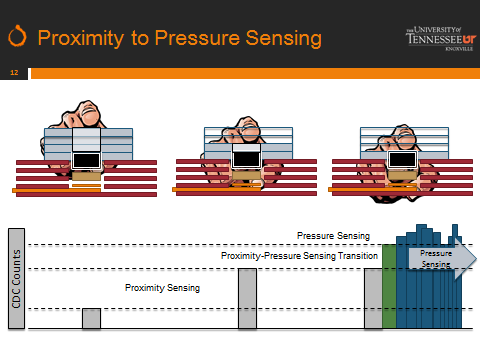 Proximity to Pressure Sensing
THE UNIVERSITY OF
TENNESSEE UT
KNOXVILLE
12
Pressure Sensing
Proximity-Pressure Sensing Transition
Pressure
Sensing
Proximity Sensing
CDC Counts